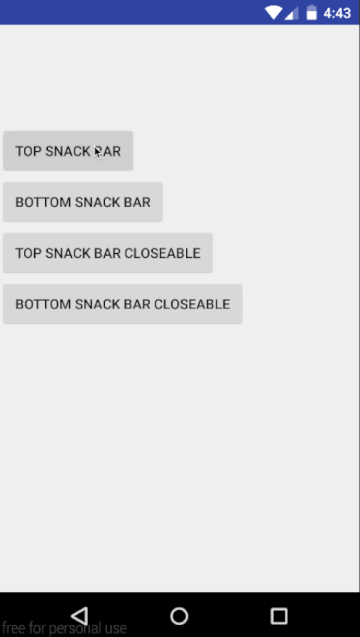 4:43
TOP SNACK BAR
BOTTOM SNACK BAR
TOP SNACK BAR CLOSEABLE
BOTTOM SNACK BAR CLOSEABLE
free for personal use